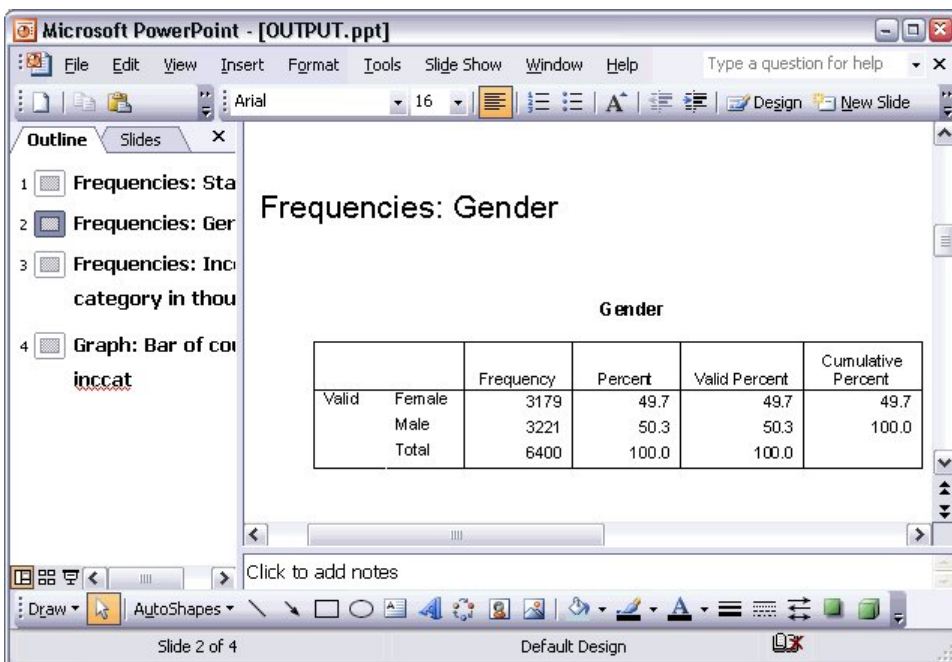 Microsoft PowerPoint - [OUTPUT.ppt]
File Edit View Insert Format Tools Slide Show Window Help Type a question for help
Arial 16 Design New Slide
Outline Slides
1 Frequencies: Sta
2 Frequencies: Ger
3 Frequencies: Inc
category in thou
4 Graph: Bar of cou
inccat
Frequencies: Gender
Gender
Frequency Percent Valid Percent Cumulative Percent
Valid Female 3179 49.7 49.7 49.7
Male 3221 50.3 50.3 100.0
Total 6400 100.0 100.0
Click to add notes
Draw AutoShapes
Slide 2 of 4 Default Design